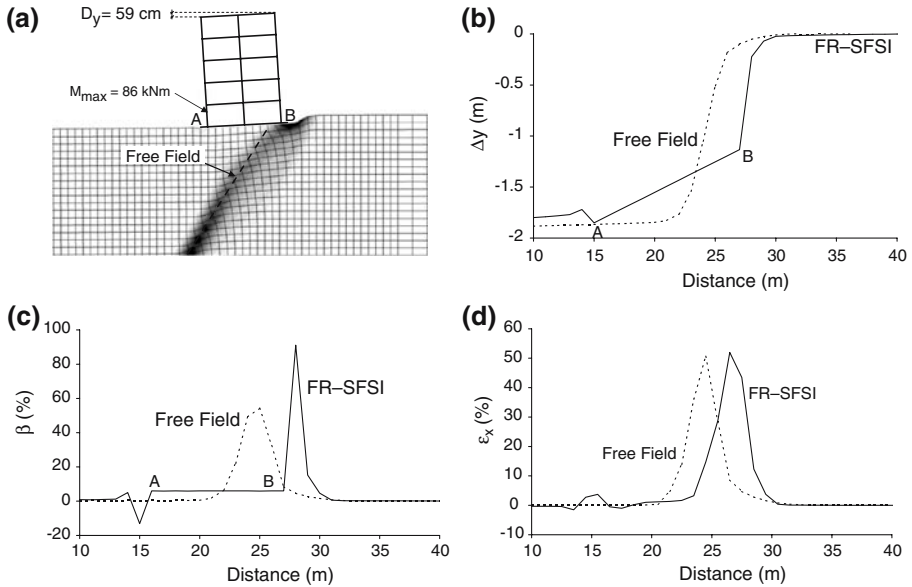 (a)
D_y = 59 cm
M_max = 86 kNm
A
B
Free Field
(b)
Δy (m)
0
-0.5
-1
-1.5
-2
FR–SFSI
Free Field
B
A
10 15 20 25 30 35 40
Distance (m)
(c)
β (%)
100
80
60
40
20
0
-20
FR–SFSI
Free Field
A
B
10 15 20 25 30 35 40
Distance (m)
(d)
ε_x (%)
60
50
40
30
20
10
0
-10
FR–SFSI
Free Field
10 15 20 25 30 35 40
Distance (m)